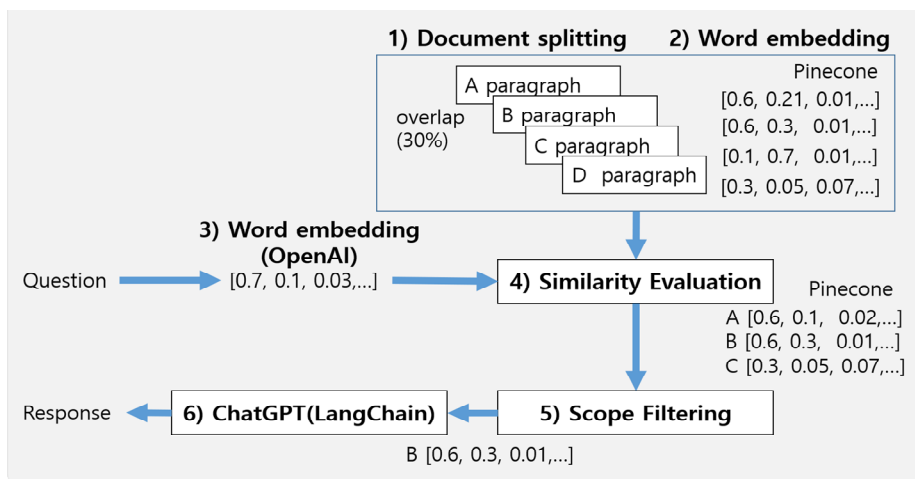 1) Document splitting
2) Word embedding
Pinecone
A paragraph
[0.6, 0.21, 0.01,...]
overlap
(30%)
B paragraph
[0.6, 0.3, 0.01,...]
C paragraph
[0.1, 0.7, 0.01,...]
D paragraph
[0.3, 0.05, 0.07,...]
3) Word embedding
(OpenAI)
Question
[0.7, 0.1, 0.03,...]
4) Similarity Evaluation
Pinecone
A [0.6, 0.1, 0.02,...]
B [0.6, 0.3, 0.01,...]
C [0.3, 0.05, 0.07,...]
Response
6) ChatGPT(LangChain)
5) Scope Filtering
B [0.6, 0.3, 0.01,...]